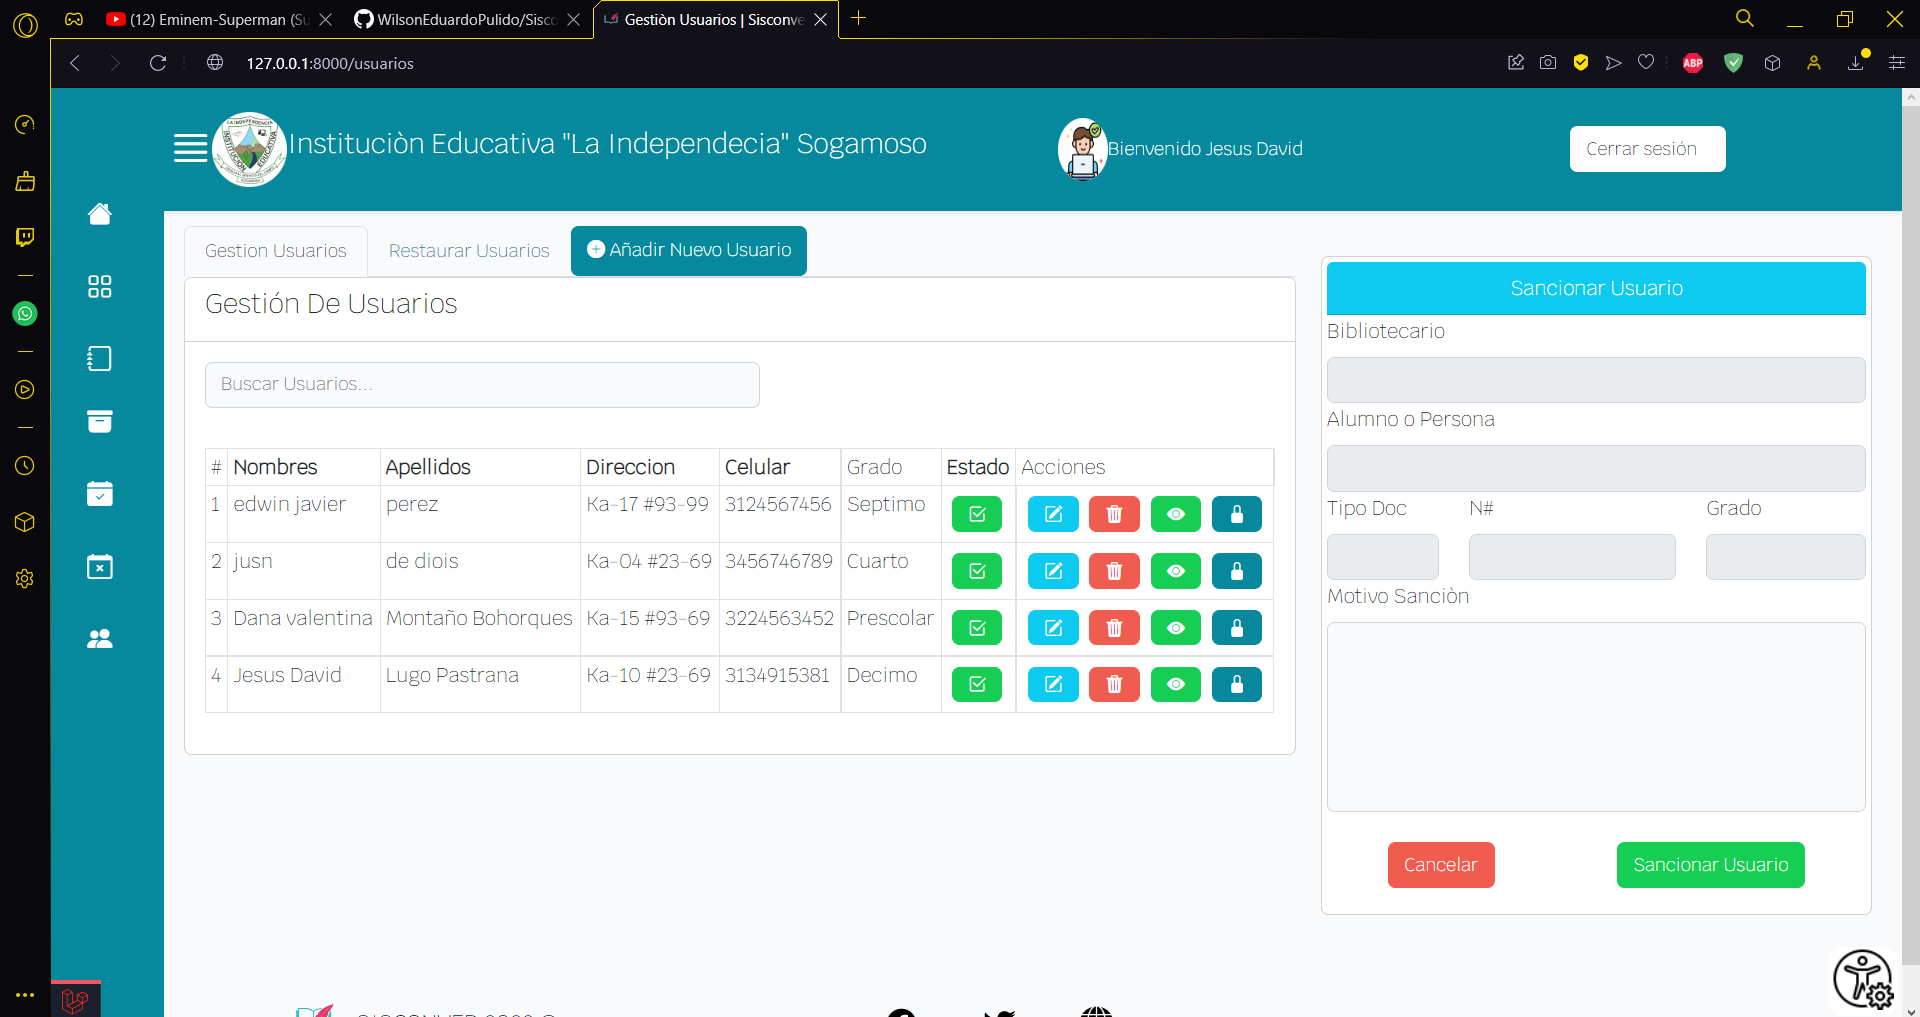 (12) Eminem-Superman (Su
WilsonEduardoPulido/Sisco
Gestiòn Usuarios | Sisconve
127.0.0.1:8000/usuarios
ABP
Instituciòn Educativa "La Independecia" Sogamoso
Bienvenido Jesus David
Cerrar sesión
Gestion Usuarios
Restaurar Usuarios
Añadir Nuevo Usuario
Gestión De Usuarios
Buscar Usuarios...
# Nombres Apellidos Direccion Celular Grado Estado Acciones
1 edwin javier perez Ka-17 #93-99 3124567456 Septimo
2 jusn de diois Ka-04 #23-69 3456746789 Cuarto
3 Dana valentina Montaño Bohorques Ka-15 #93-69 3224563452 Prescolar
4 Jesus David Lugo Pastrana Ka-10 #23-69 3134915381 Decimo
Sancionar Usuario
Bibliotecario
Alumno o Persona
Tipo Doc N# Grado
Motivo Sanciòn
Cancelar
Sancionar Usuario